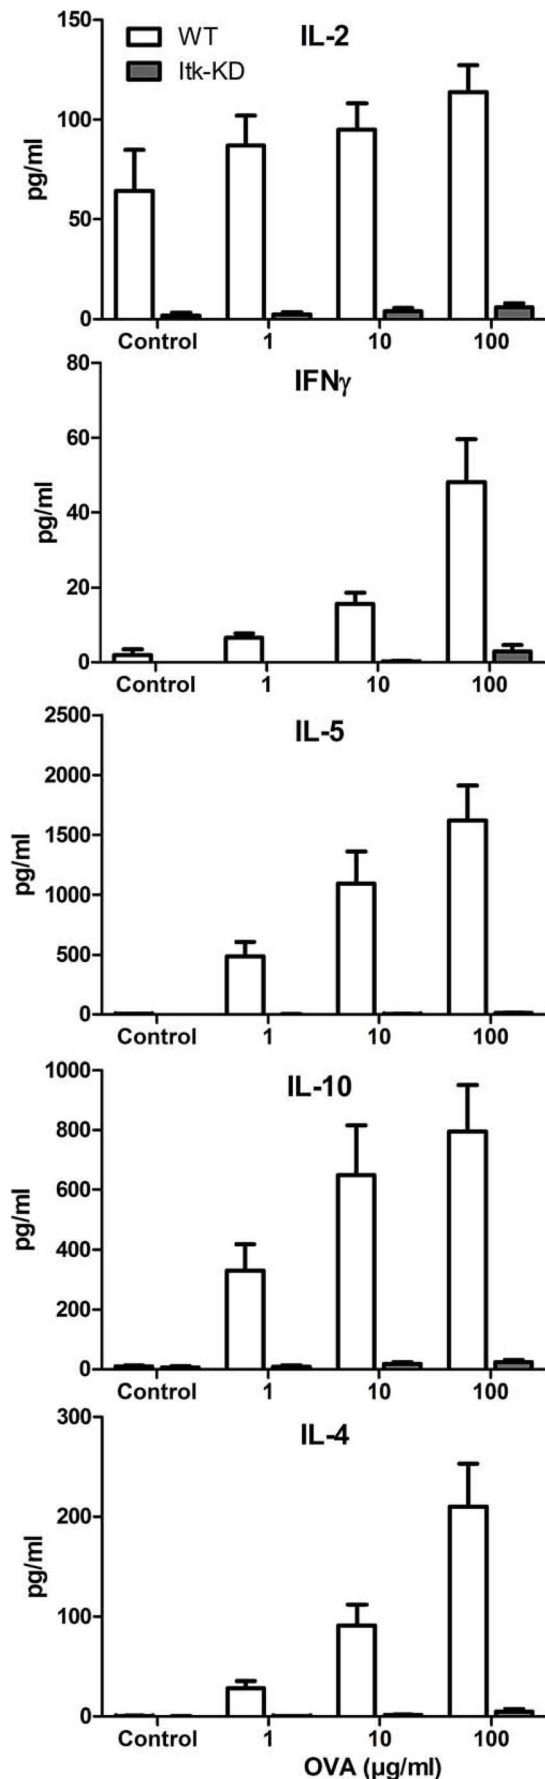 IL-2
WT
Itk-KD
150
100
50
0
pg/ml
Control 1 10 100
IFNγ
80
60
40
20
0
pg/ml
Control 1 10 100
IL-5
2500
2000
1500
1000
500
0
pg/ml
Control 1 10 100
IL-10
1000
800
600
400
200
0
pg/ml
Control 1 10 100
IL-4
300
200
100
0
pg/ml
Control 1 10 100
OVA (μg/ml)